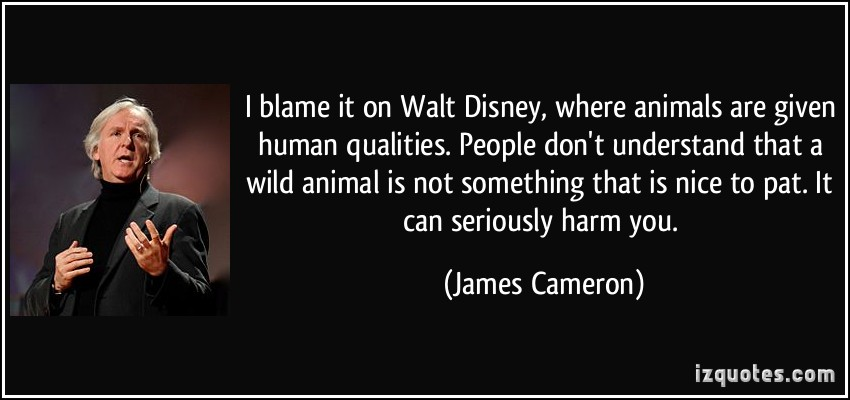 I blame it on Walt Disney, where animals are given
human qualities. People don't understand that a
wild animal is not something that is nice to pat. It
can seriously harm you.
(James Cameron)
izquotes.com